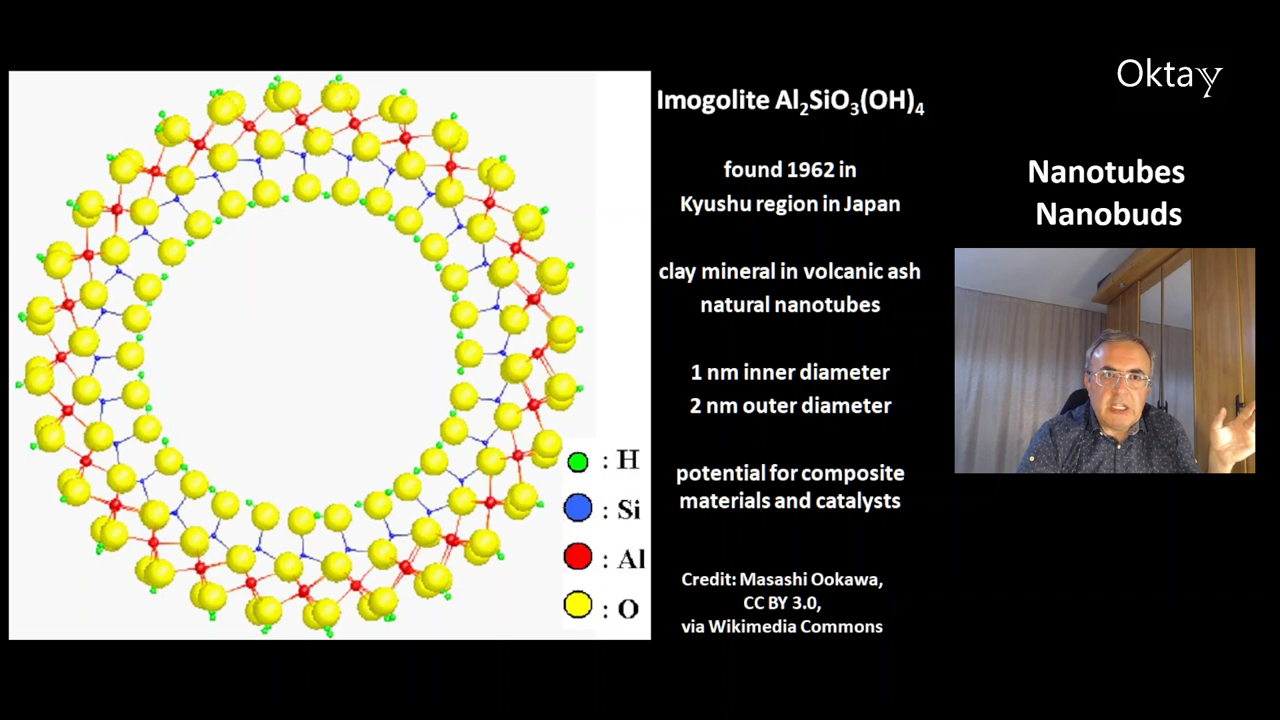 Oktay
Imogolite Al₂SiO₃(OH)₄
found 1962 in
Kyushu region in Japan
clay mineral in volcanic ash
natural nanotubes
1 nm inner diameter
2 nm outer diameter
potential for composite
materials and catalysts
Credit: Masashi Ookawa,
CC BY 3.0,
via Wikimedia Commons
Nanotubes
Nanobuds
: H
: Si
: Al
: O